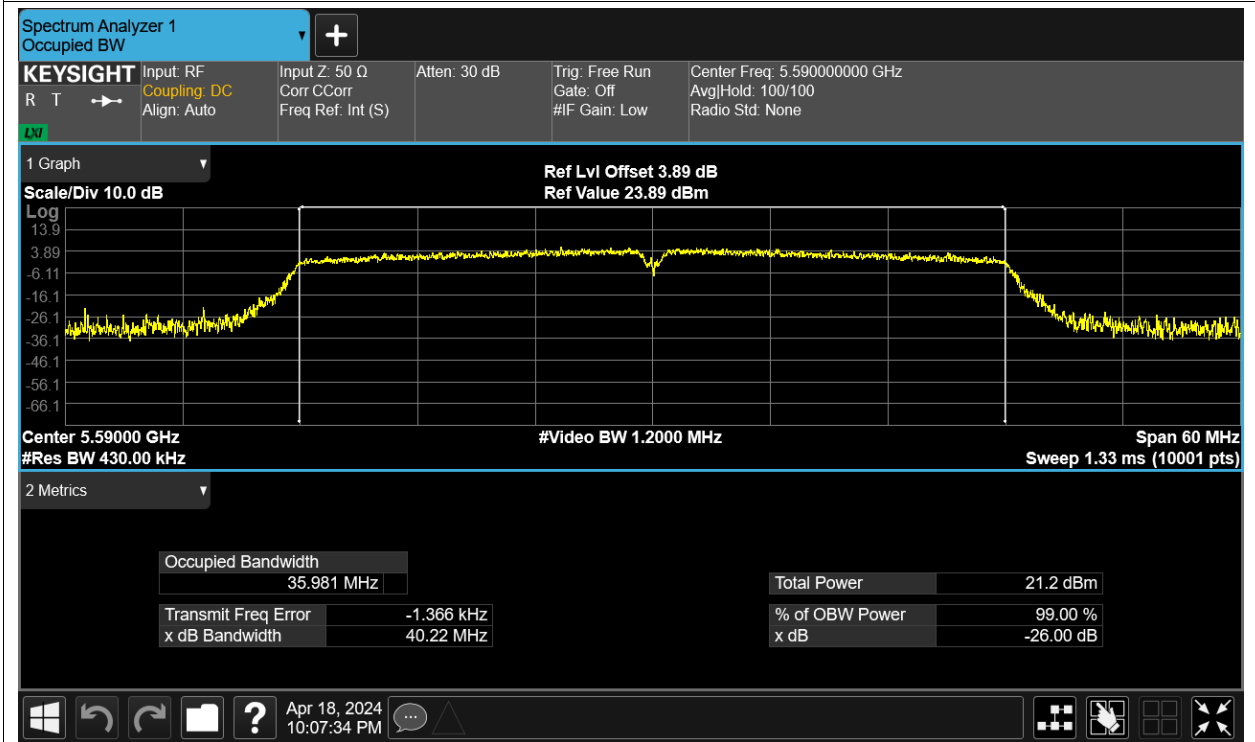 Spectrum Analyzer 1
Occupied BW
KEYSIGHT
R T
LXI
Input: RF
Coupling: DC
Align: Auto
Input Z: 50 Ω
Corr CCorr
Freq Ref: Int (S)
Atten: 30 dB
Trig: Free Run
Gate: Off
#IF Gain: Low
Center Freq: 5.590000000 GHz
Avg|Hold: 100/100
Radio Std: None
1 Graph
Ref Lvl Offset 3.89 dB
Scale/Div 10.0 dB
Ref Value 23.89 dBm
Log
13.9
3.89
-6.11
-16.1
-26.1
-36.1
-46.1
-56.1
-66.1
Center 5.59000 GHz
#Video BW 1.2000 MHz
Span 60 MHz
#Res BW 430.00 kHz
Sweep 1.33 ms (10001 pts)
2 Metrics
Occupied Bandwidth
35.981 MHz
Total Power 21.2 dBm
Transmit Freq Error -1.366 kHz
% of OBW Power 99.00 %
x dB Bandwidth 40.22 MHz
x dB -26.00 dB
?
Apr 18, 2024
10:07:34 PM